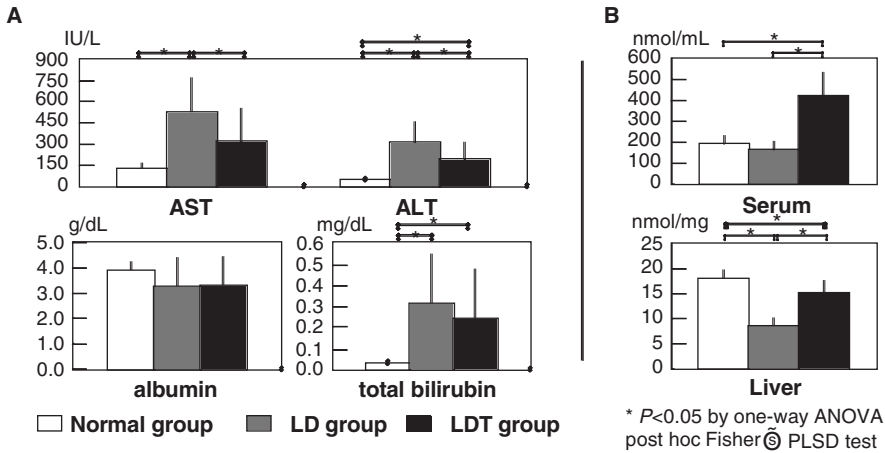 A
IU/L
* * * *
*
900
750
600
450
300
150
0
AST
ALT
g/dL
5.0
4.0
3.0
2.0
1.0
0.0
albumin
mg/dL
*
*
0.6
0.5
0.4
0.3
0.2
0.1
0.0
total bilirubin
Normal group
LD group
LDT group
B
nmol/mL
*
*
600
500
400
300
200
100
0
Serum
nmol/mg
*
* *
25
20
15
10
5
0
Liver
* P<0.05 by one-way ANOVA
post hoc Fisher s̃ PLSD test